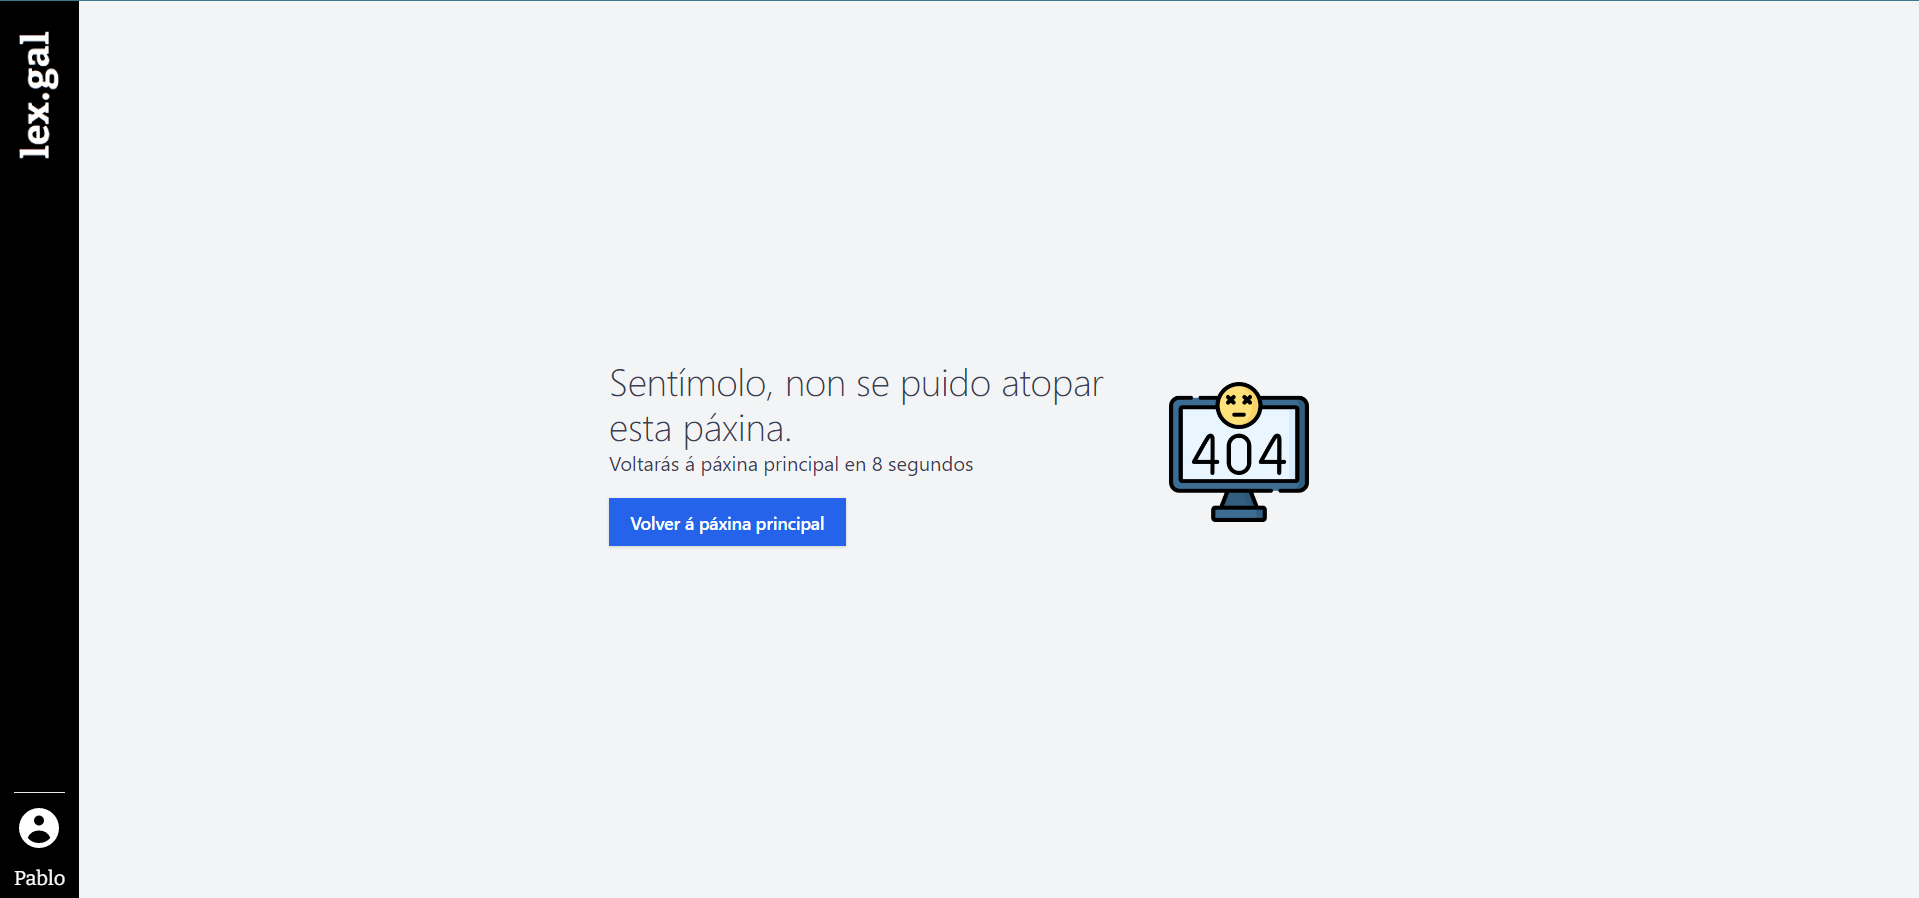 lex.gal
Sentímolo, non se puido atopar
esta páxina.
Voltarás á páxina principal en 8 segundos
Volver á páxina principal
404
Pablo